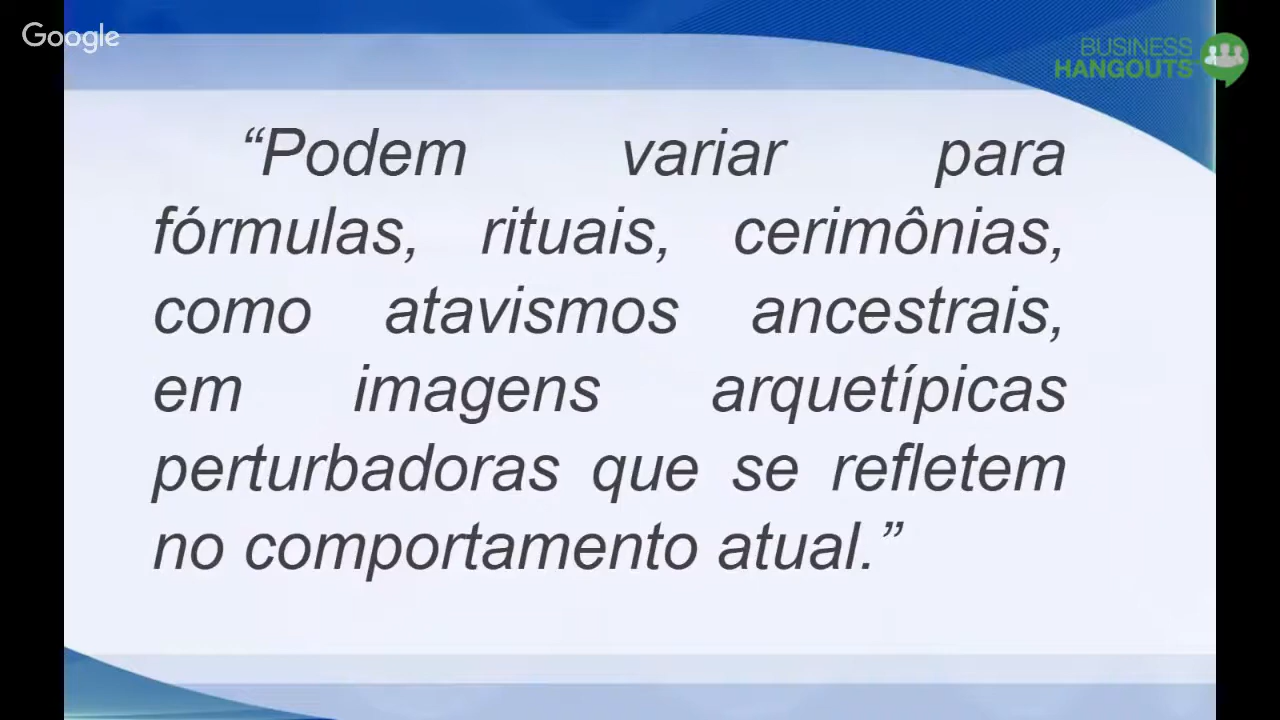 Google
BUSINESS
HANGOUTS
“Podem variar para
fórmulas, rituais, cerimônias,
como atavismos ancestrais,
em imagens arquetípicas
perturbadoras que se refletem
no comportamento atual.”